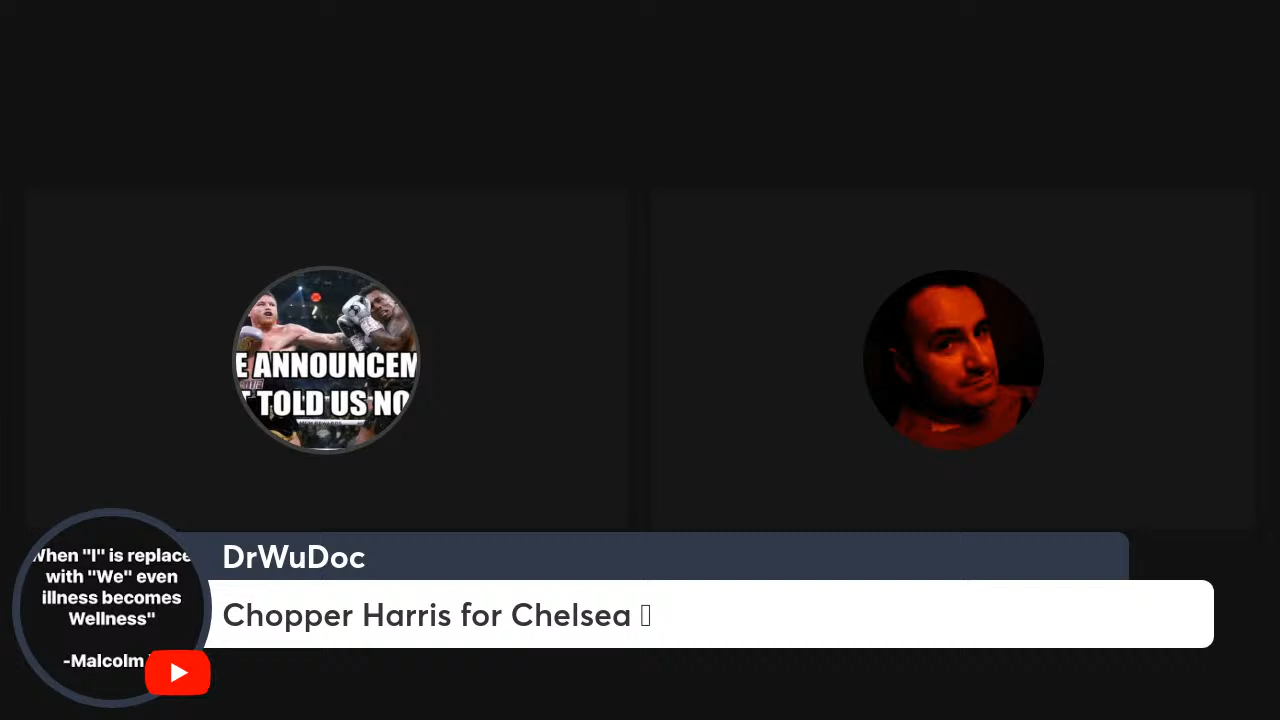 E ANNOUNCEM
TOLD US NO
DrWuDoc
Chopper Harris for Chelsea
When "I" is replace
with "We" even
illness becomes
Wellness"
-Malcolm